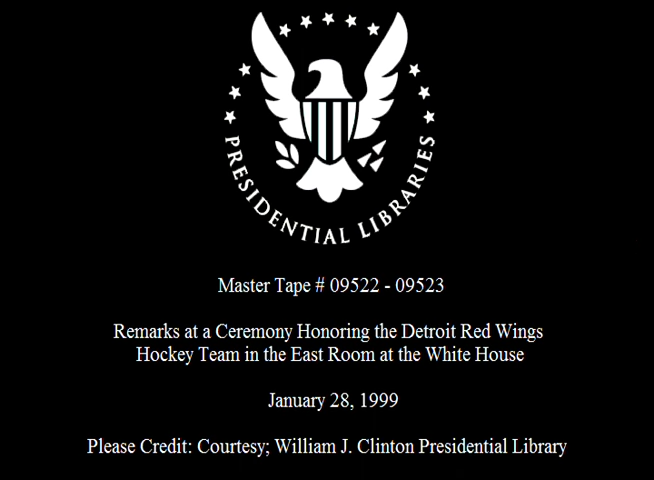 PRESIDENTIAL LIBRARIES
Master Tape # 09522 - 09523
Remarks at a Ceremony Honoring the Detroit Red Wings
Hockey Team in the East Room at the White House
January 28, 1999
Please Credit: Courtesy; William J. Clinton Presidential Library